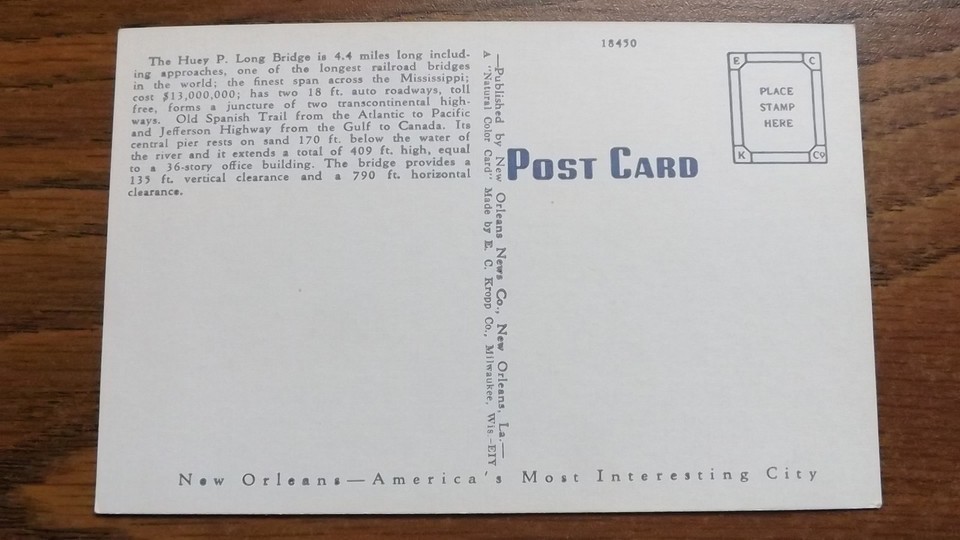 The Huey P. Long Bridge is 4.4 miles long includ-
ing approaches, one of the longest railroad bridges
in the world; the finest span across the Mississippi;
cost $13,000,000; has two 18 ft. auto roadways, toll
free, forms a juncture of two transcontinental high-
ways. Old Spanish Trail from the Atlantic to Pacific
and Jefferson Highway from the Gulf to Canada. Its
central pier rests on sand 170 ft. below the water of
the river and it extends a total of 409 ft. high, equal
to a 36-story office building. The bridge provides a
135 ft. vertical clearance and a 790 ft. horizontal
clearance.
—Published by New Orleans News Co., New Orleans, La.—
A "Natural Color Card" Made by E. C. Kropp Co., Milwaukee, Wis.-EIY
18450
POST CARD
E C
PLACE
STAMP
HERE
K Co
New Orleans—America's Most Interesting City